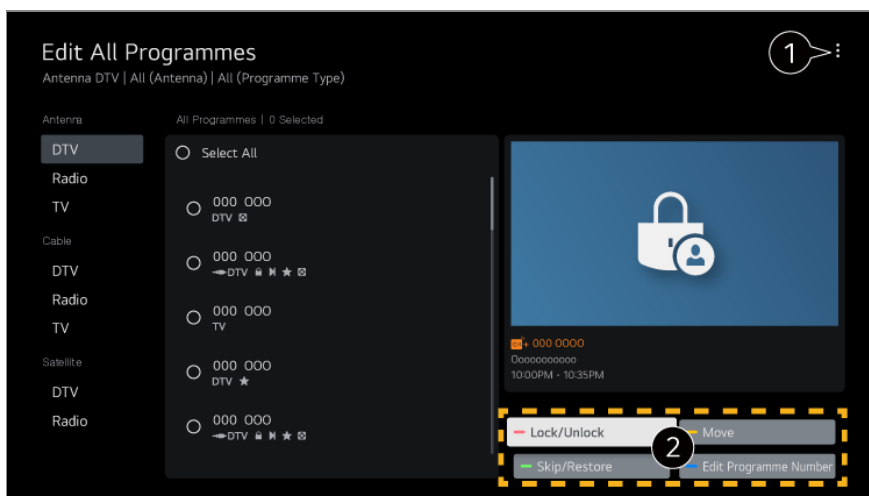 Edit All Programmes
Antenna DTV | All (Antenna) | All (Programme Type)
1
Antenna
DTV
Radio
TV
Cable
DTV
Radio
TV
Satellite
DTV
Radio
All Programmes | 0 Selected
Select All
000 000
DTV
000 000
DTV
000 000
TV
000 000
DTV
000 000
DTV
000 0000
Ooooooooooo
10:00PM - 10:35PM
Lock/Unlock
Move
2
Skip/Restore
Edit Programme Number